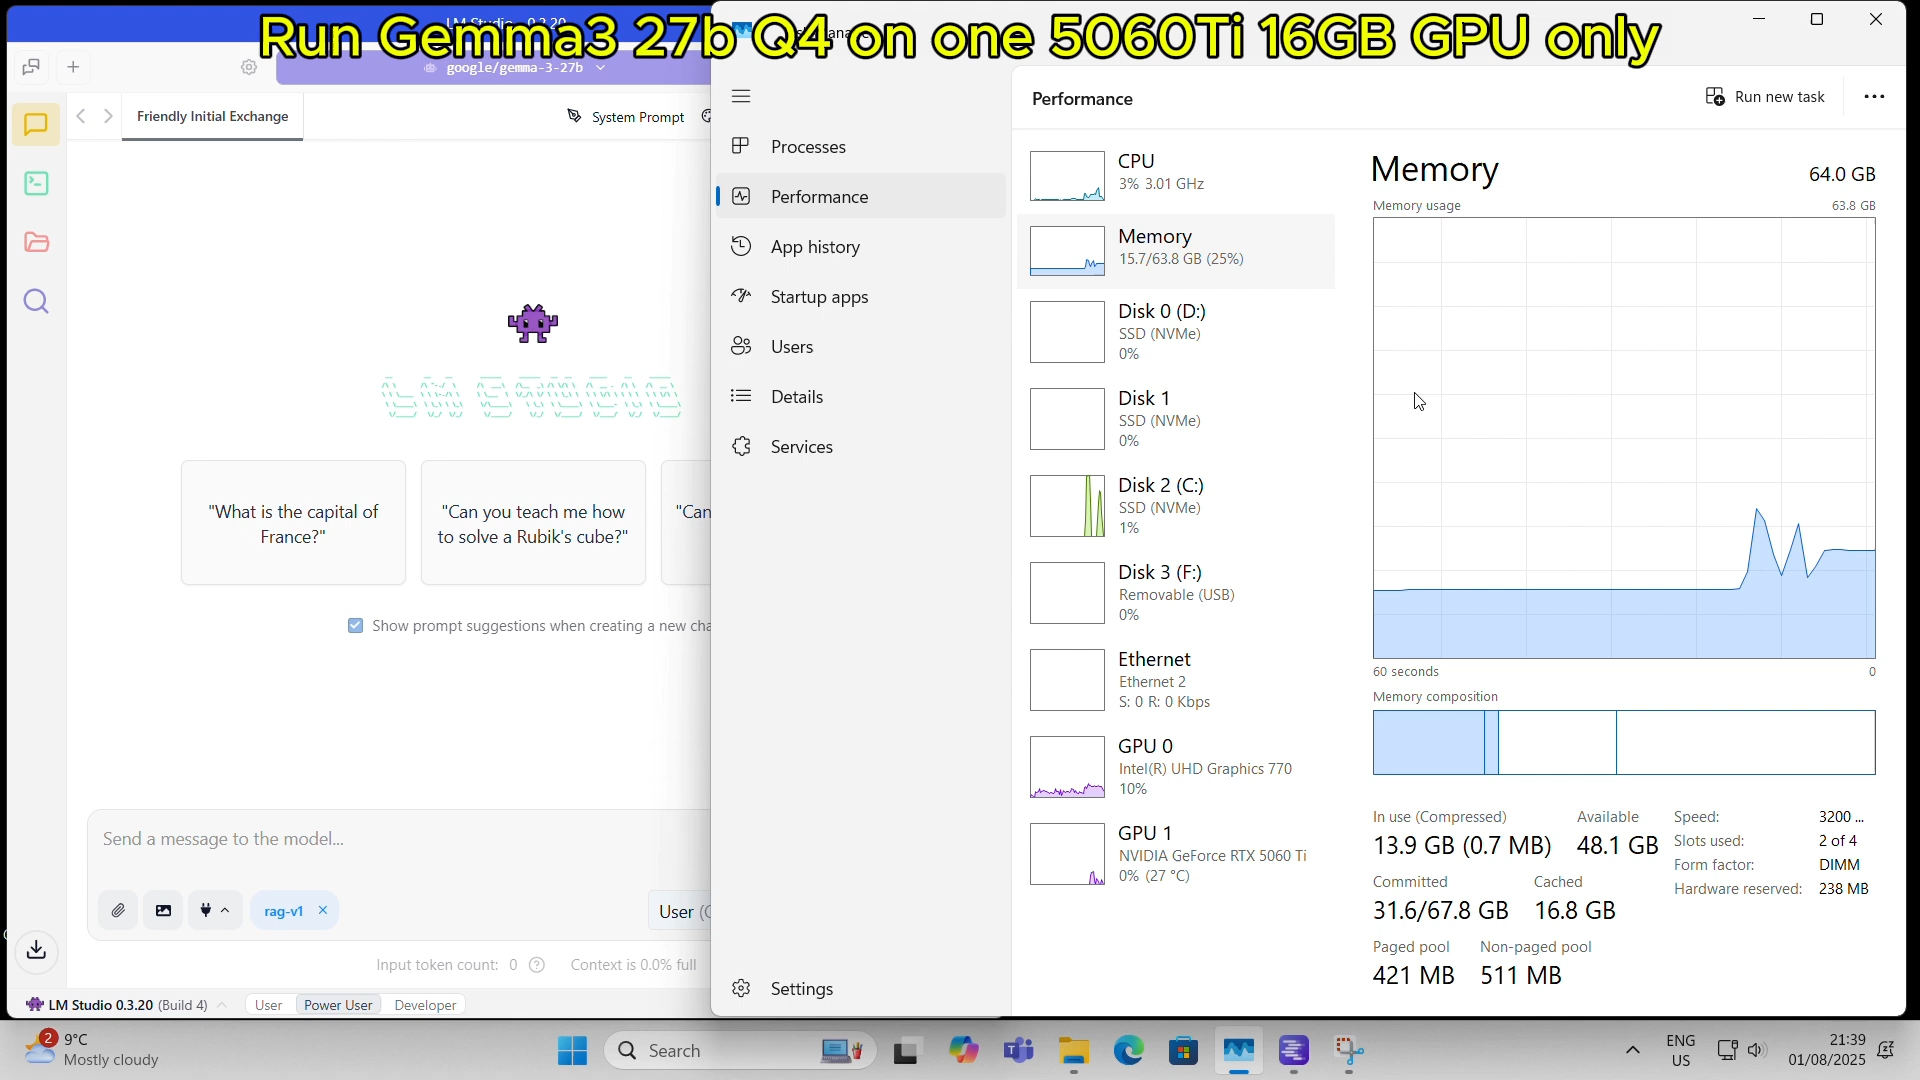 Run Gemma3 27b Q4 on one 5060Ti 16GB GPU only
google/gemma-3-27b
Friendly Initial Exchange
System Prompt
LM STUDIO
"What is the capital of
France?"
"Can you teach me how
to solve a Rubik's cube?"
"Can
Show prompt suggestions when creating a new cha
Send a message to the model...
rag-v1
User (C
Input token count: 0
Context is 0.0% full
LM Studio 0.3.20 (Build 4)
User
Power User
Developer
Processes
Performance
App history
Startup apps
Users
Details
Services
Settings
Performance
Run new task
CPU
3% 3.01 GHz
Memory
15.7/63.8 GB (25%)
Disk 0 (D:)
SSD (NVMe)
0%
Disk 1
SSD (NVMe)
0%
Disk 2 (C:)
SSD (NVMe)
1%
Disk 3 (F:)
Removable (USB)
0%
Ethernet
Ethernet 2
S: 0 R: 0 Kbps
GPU 0
Intel(R) UHD Graphics 770
10%
GPU 1
NVIDIA GeForce RTX 5060 Ti
0% (27 °C)
Memory
64.0 GB
Memory usage
63.8 GB
60 seconds
0
Memory composition
In use (Compressed)
13.9 GB (0.7 MB)
Available
48.1 GB
Committed
31.6/67.8 GB
Cached
16.8 GB
Paged pool
421 MB
Non-paged pool
511 MB
Speed: 3200 ...
Slots used: 2 of 4
Form factor: DIMM
Hardware reserved: 238 MB
2
9°C
Mostly cloudy
Search
ENG
US
21:39
01/08/2025